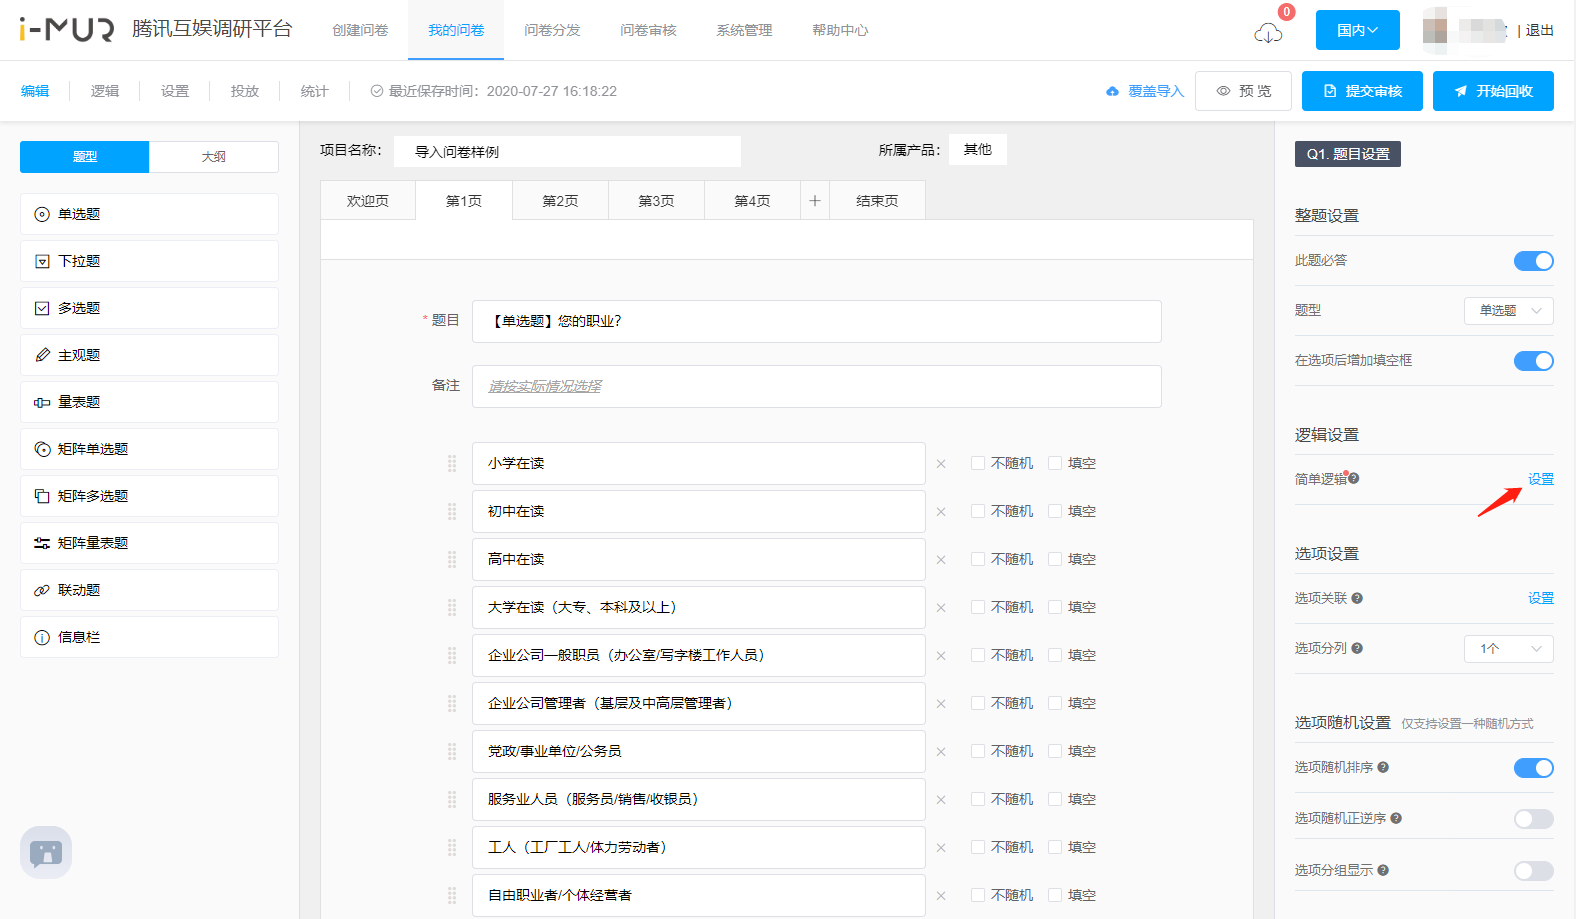 i-MUR 腾讯互娱调研平台 创建问卷 我的问卷 问卷分发 问卷审核 系统管理 帮助中心 0 国内 | 退出
编辑 逻辑 设置 投放 统计 最近保存时间：2020-07-27 16:18:22 覆盖导入 预 览 提交审核 开始回收
题型 大纲
单选题
下拉题
多选题
主观题
量表题
矩阵单选题
矩阵多选题
矩阵量表题
联动题
信息栏
项目名称： 导入问卷样例 所属产品： 其他
欢迎页 第1页 第2页 第3页 第4页 + 结束页
* 题目 【单选题】您的职业？
备注 请按实际情况选择
小学在读 × 不随机 填空
初中在读 × 不随机 填空
高中在读 × 不随机 填空
大学在读（大专、本科及以上） × 不随机 填空
企业公司一般职员（办公室/写字楼工作人员） × 不随机 填空
企业公司管理者（基层及中高层管理者） × 不随机 填空
党政/事业单位/公务员 × 不随机 填空
服务业人员（服务员/销售/收银员） × 不随机 填空
工人（工厂工人/体力劳动者） × 不随机 填空
自由职业者/个体经营者 × 不随机 填空
Q1. 题目设置
整题设置
此题必答
题型 单选题
在选项后增加填空框
逻辑设置
简单逻辑 ? 设置
选项设置
选项关联 ? 设置
选项分列 ? 1个
选项随机设置 仅支持设置一种随机方式
选项随机排序 ?
选项随机正逆序 ?
选项分组显示 ?